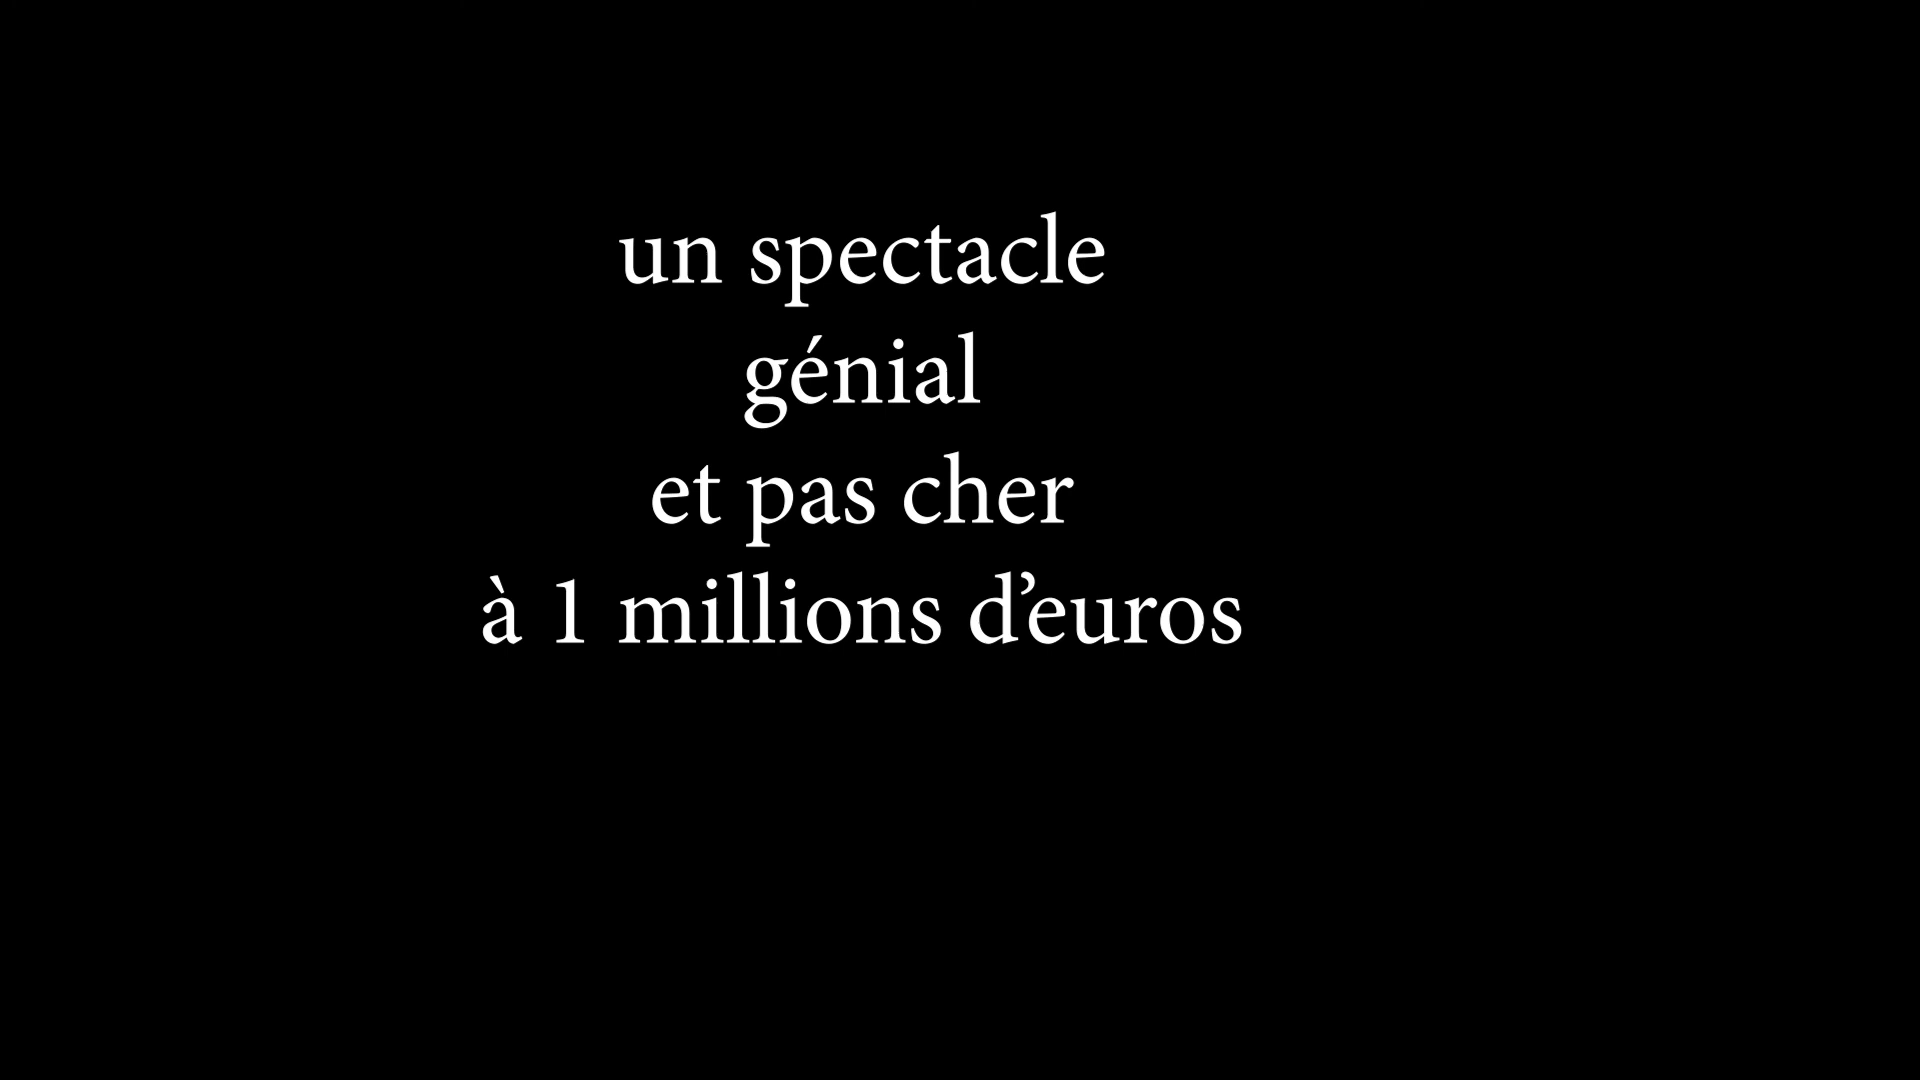 un spectacle
génial
et pas cher
à 1 millions d’euros